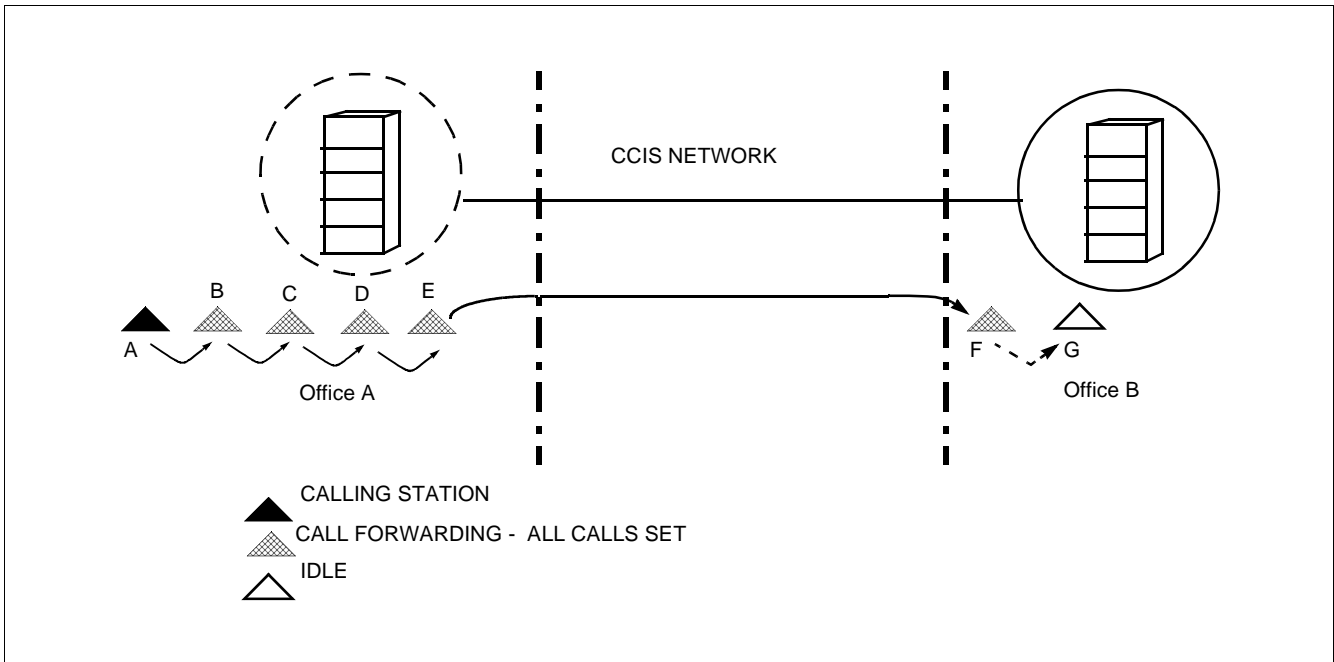 CCIS NETWORK
B C D E
A F G
Office A
Office B
CALLING STATION
CALL FORWARDING - ALL CALLS SET
IDLE